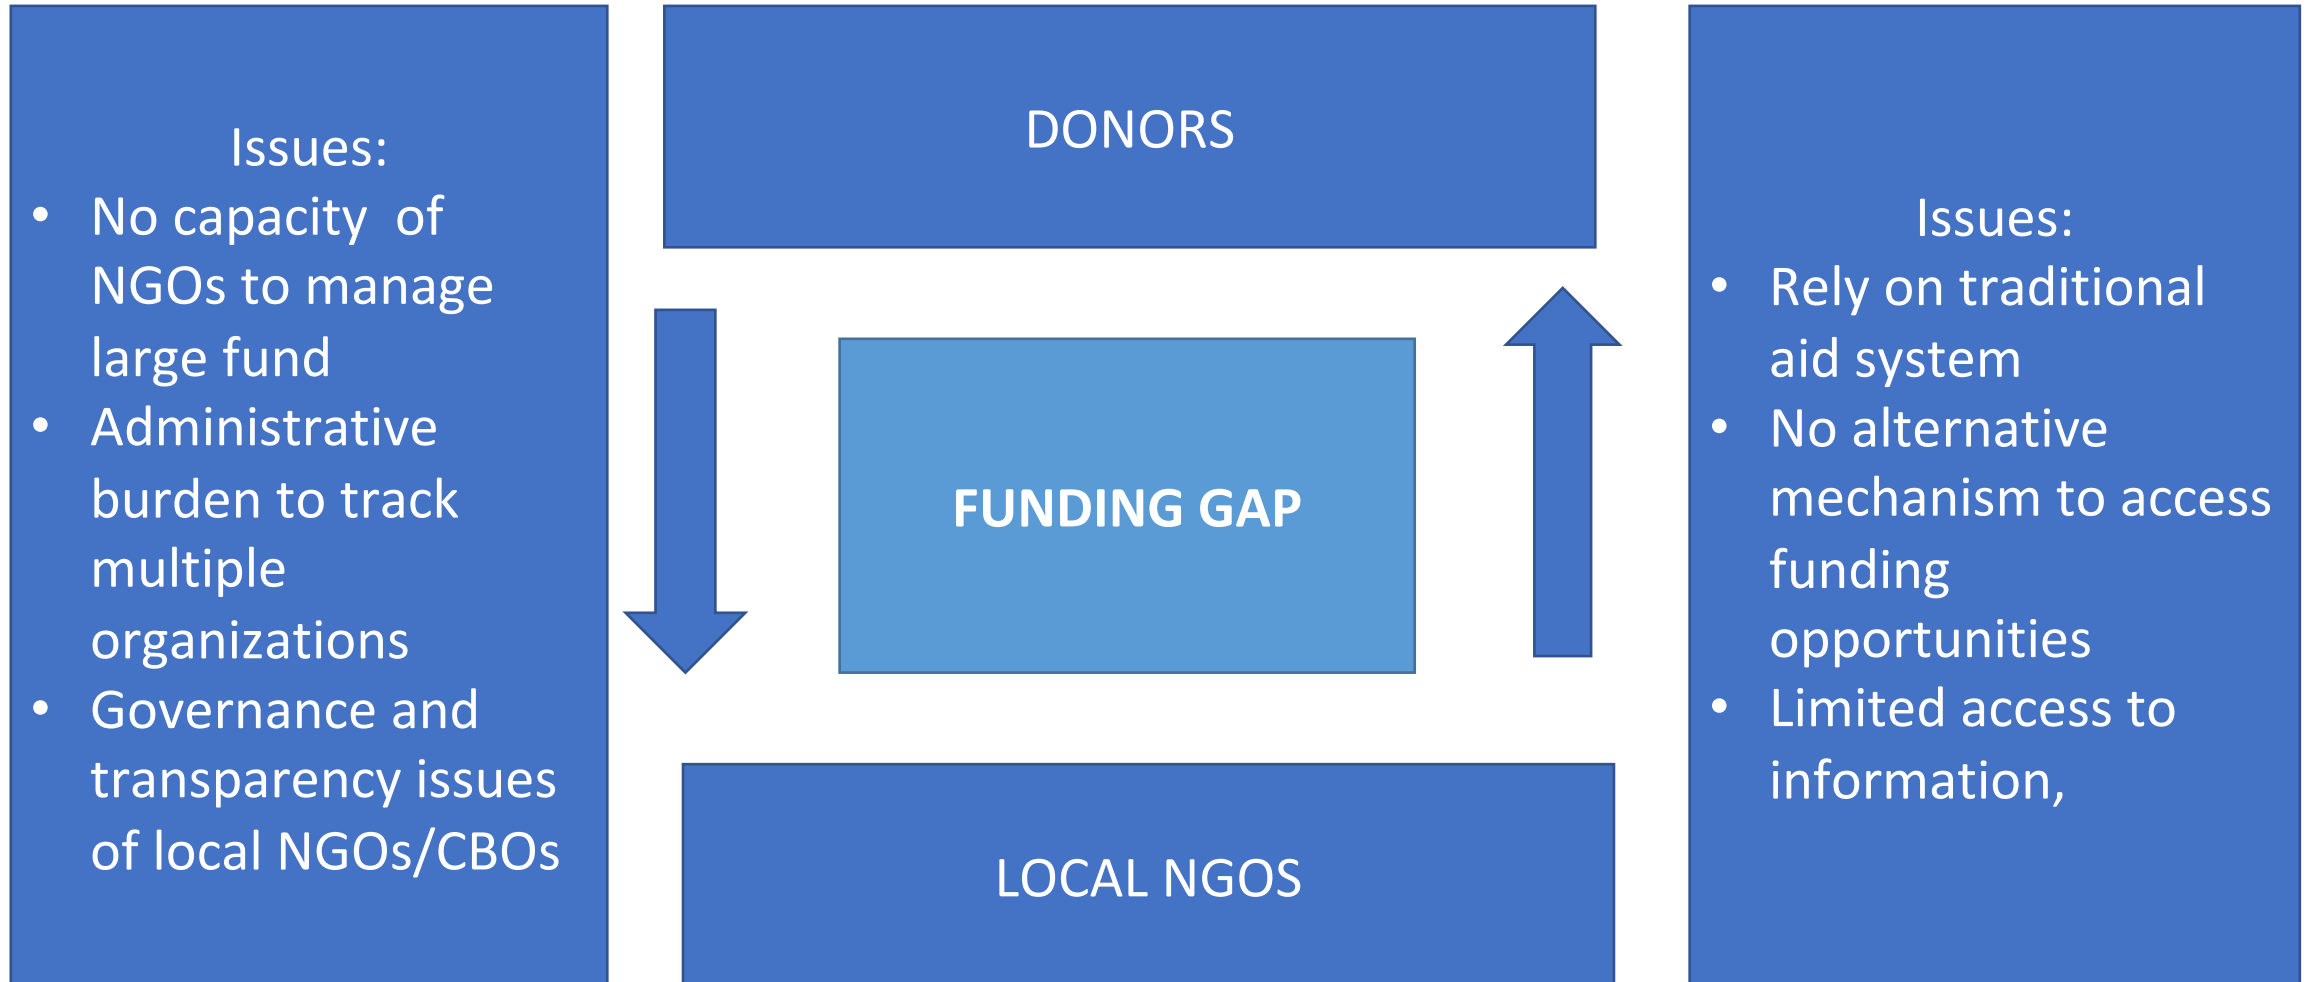 Issues:
• No capacity  of
NGOs to manage
large fund
• Administrative
burden to track
multiple
organizations
• Governance and
transparency issues
of local NGOs/CBOs
DONORS
FUNDING GAP
LOCAL NGOS
Issues:
• Rely on traditional
aid system
• No alternative
mechanism to access
funding
opportunities
• Limited access to
information,